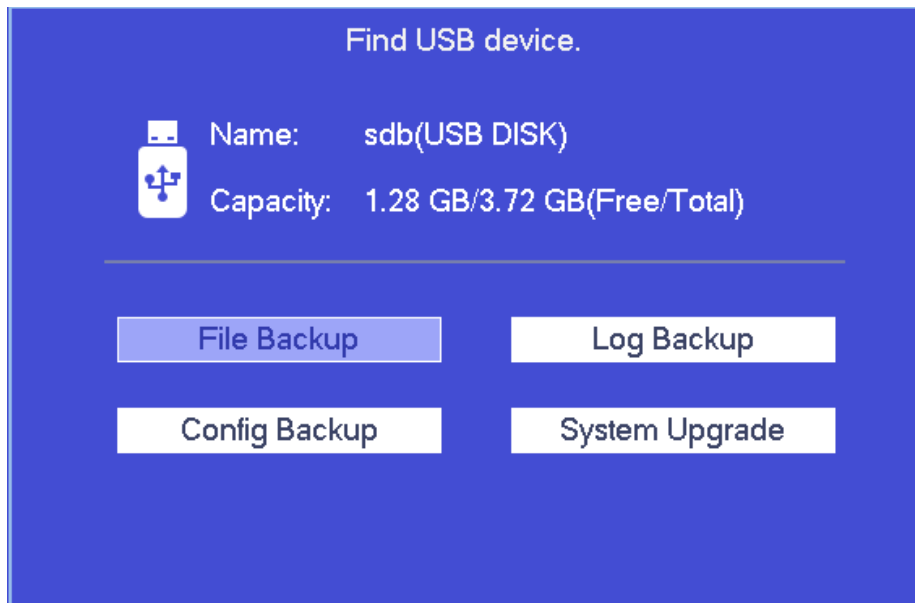 Find USB device.
Name: sdb(USB DISK)
Capacity: 1.28 GB/3.72 GB(Free/Total)
File Backup Log Backup
Config Backup System Upgrade